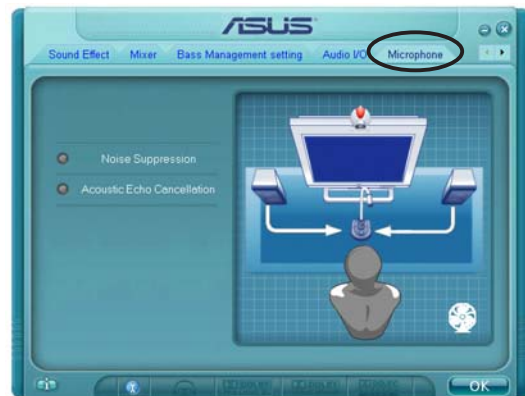 ASUS
Sound Effect Mixer Bass Management setting Audio I/O Microphone
Noise Suppression
Acoustic Echo Cancellation
OK